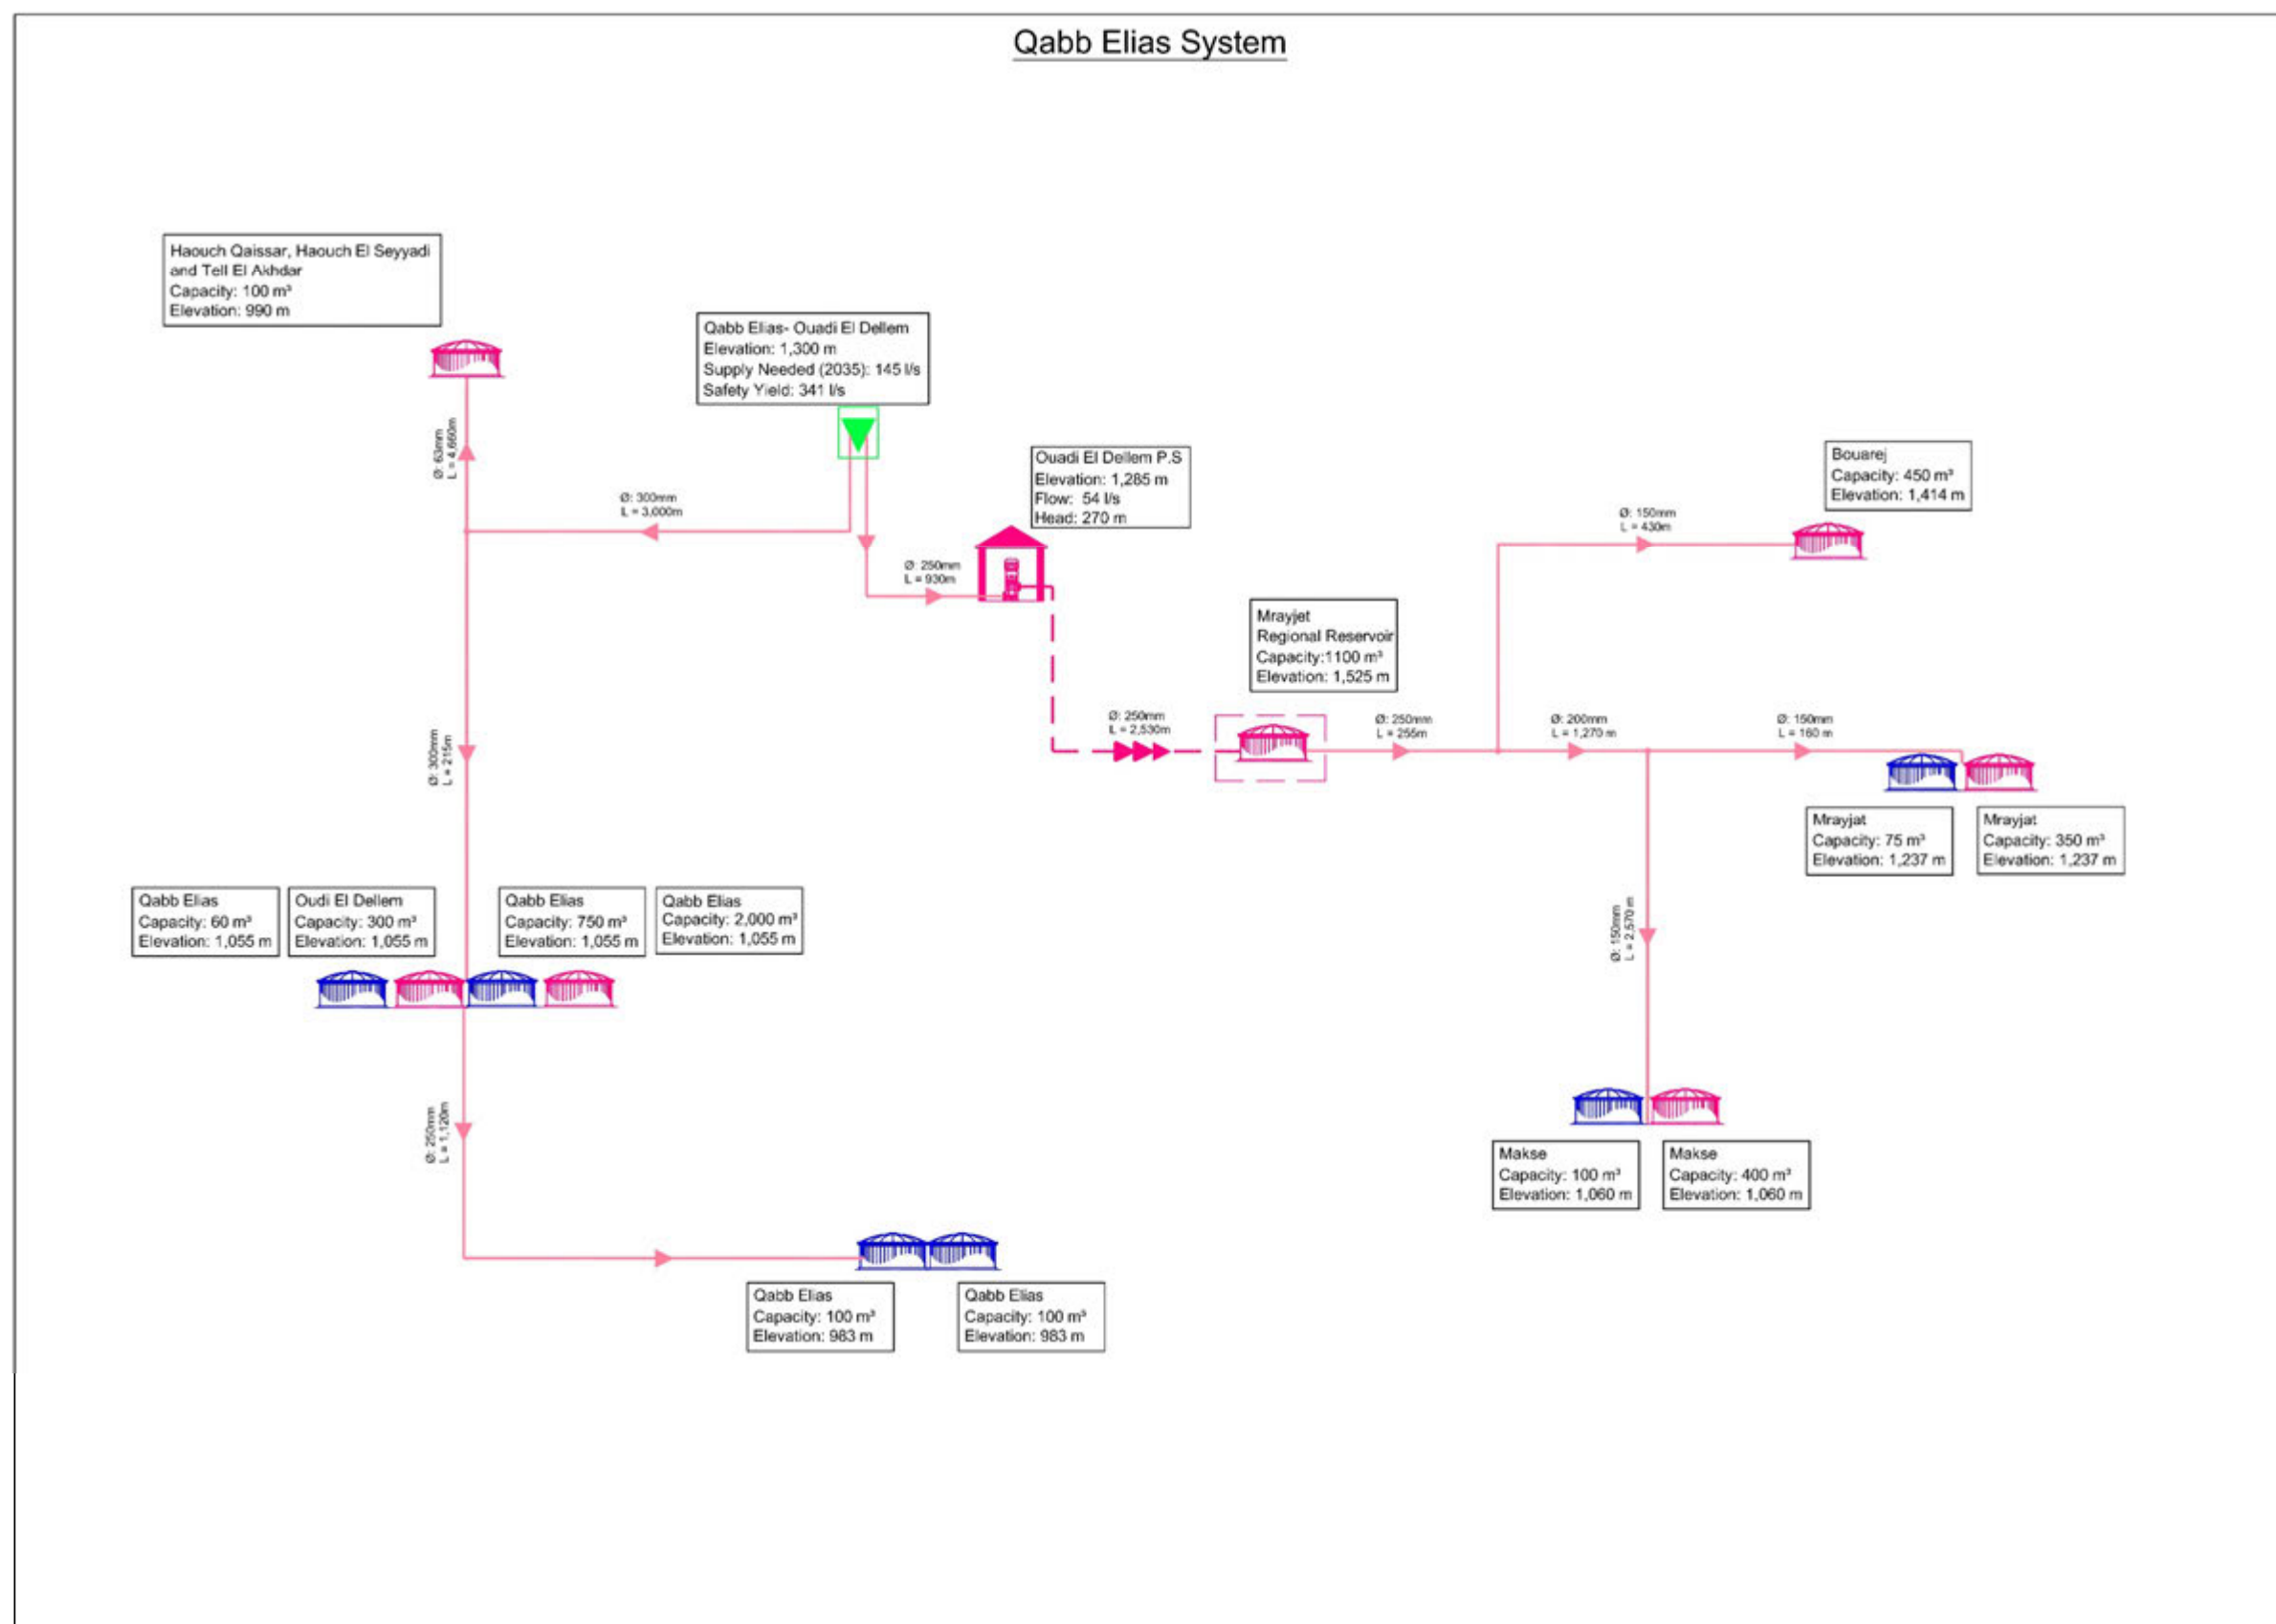 Qabb Elias System
Haouch Qaissar, Haouch El Seyyadi
and Tell El Akhdar
Capacity: 100 m³
Elevation: 990 m
Qabb Elias- Ouadi El Dellem
Elevation: 1,300 m
Supply Needed (2035): 145 l/s
Safety Yield: 341 l/s
Ø: 63mm
L = 4,660m
Ø: 300mm
L = 3,000m
Ouadi El Dellem P.S
Elevation: 1,285 m
Flow: 54 l/s
Head: 270 m
Bouarej
Capacity: 450 m³
Elevation: 1,414 m
Ø: 150mm
L = 430m
Ø: 250mm
L = 930m
Mrayjet
Regional Reservoir
Capacity:1100 m³
Elevation: 1,525 m
Ø: 300mm
L = 215m
Ø: 250mm
L = 2,530m
Ø: 250mm
L = 255m
Ø: 200mm
L = 1,270 m
Ø: 150mm
L = 160 m
Mrayjat
Capacity: 75 m³
Elevation: 1,237 m
Mrayjat
Capacity: 350 m³
Elevation: 1,237 m
Qabb Elias
Capacity: 60 m³
Elevation: 1,055 m
Oudi El Dellem
Capacity: 300 m³
Elevation: 1,055 m
Qabb Elias
Capacity: 750 m³
Elevation: 1,055 m
Qabb Elias
Capacity: 2,000 m³
Elevation: 1,055 m
Ø: 150mm
L = 2,570 m
Ø: 250mm
L = 1,120m
Makse
Capacity: 100 m³
Elevation: 1,060 m
Makse
Capacity: 400 m³
Elevation: 1,060 m
Qabb Elias
Capacity: 100 m³
Elevation: 983 m
Qabb Elias
Capacity: 100 m³
Elevation: 983 m